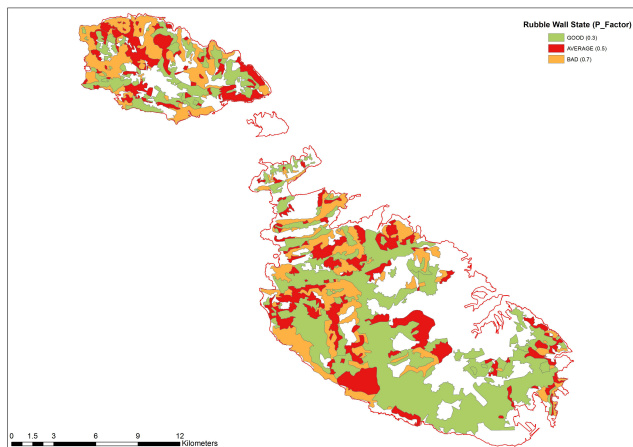 Rubble Wall State (P_Factor)
GOOD (0.3)
AVERAGE (0.5)
BAD (0.7)
0 1.5 3 6 9 12
Kilometers